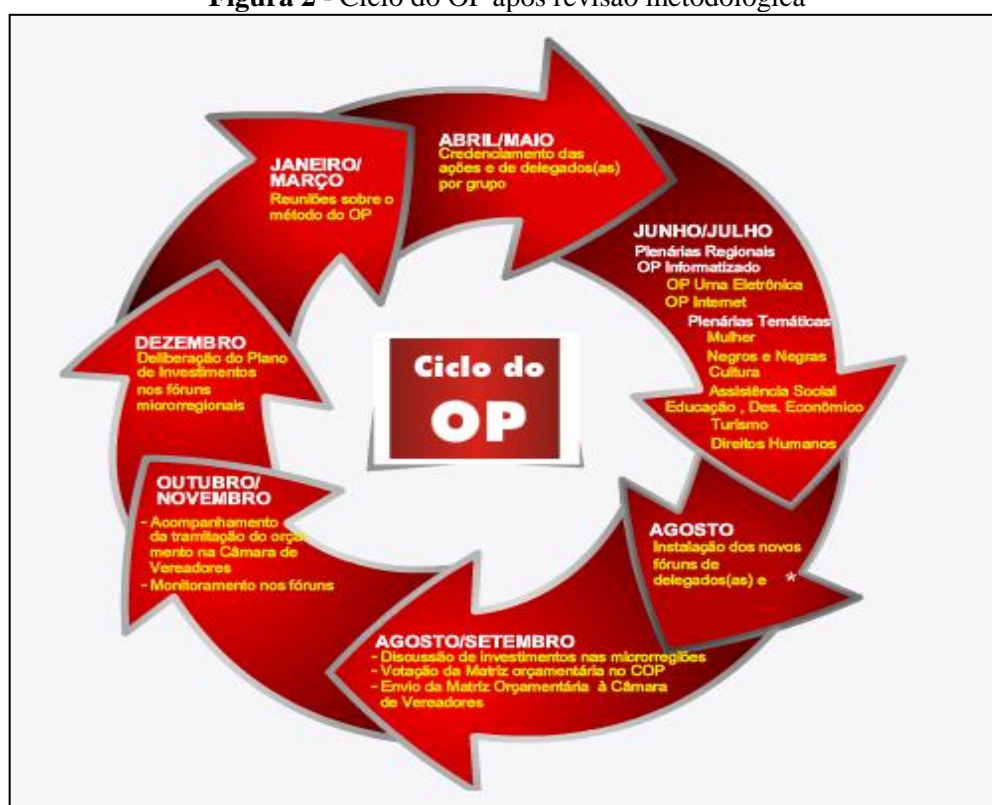 Figura 2 - Ciclo do OP após revisão metodológica
JANEIRO/
MARÇO
Reuniões sobre o
método do OP
ABRIL/MAIO
Credenciamento das
ações e de delegados(as)
por grupo
JUNHO/JULHO
Plenárias Regionais
OP Informatizado
OP Urna Eletrônica
OP Internet
Plenárias Temáticas
Mulher
Negros e Negras
Cultura
Assistência Social
Educação , Des. Econômico
Turismo
Direitos Humanos
AGOSTO
Instalação dos novos
fóruns de
delegados(as) e *
AGOSTO/SETEMBRO
- Discussão de investimentos nas microrregiões
- Votação da Matriz orçamentária no COP
- Envio da Matriz Orçamentária à Câmara
de Vereadores
OUTUBRO/
NOVEMBRO
- Acompanhamento
da tramitação do orça
mento na Câmara de
Vereadores
- Monitoramento nos fóruns
DEZEMBRO
Deliberação do Plano
de Investimentos
nos fóruns
microrregionais
Ciclo do
OP